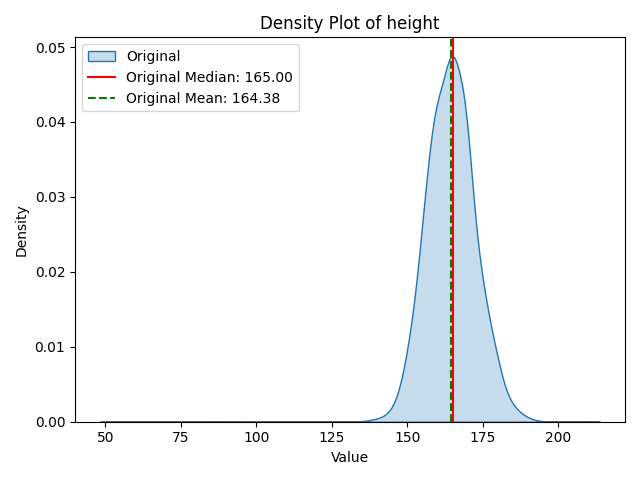 Density Plot of height
Original
Original Median: 165.00
Original Mean: 164.38
0.05
0.04
0.03
0.02
0.01
0.00
Density
50
75
100
125
150
175
200
Value